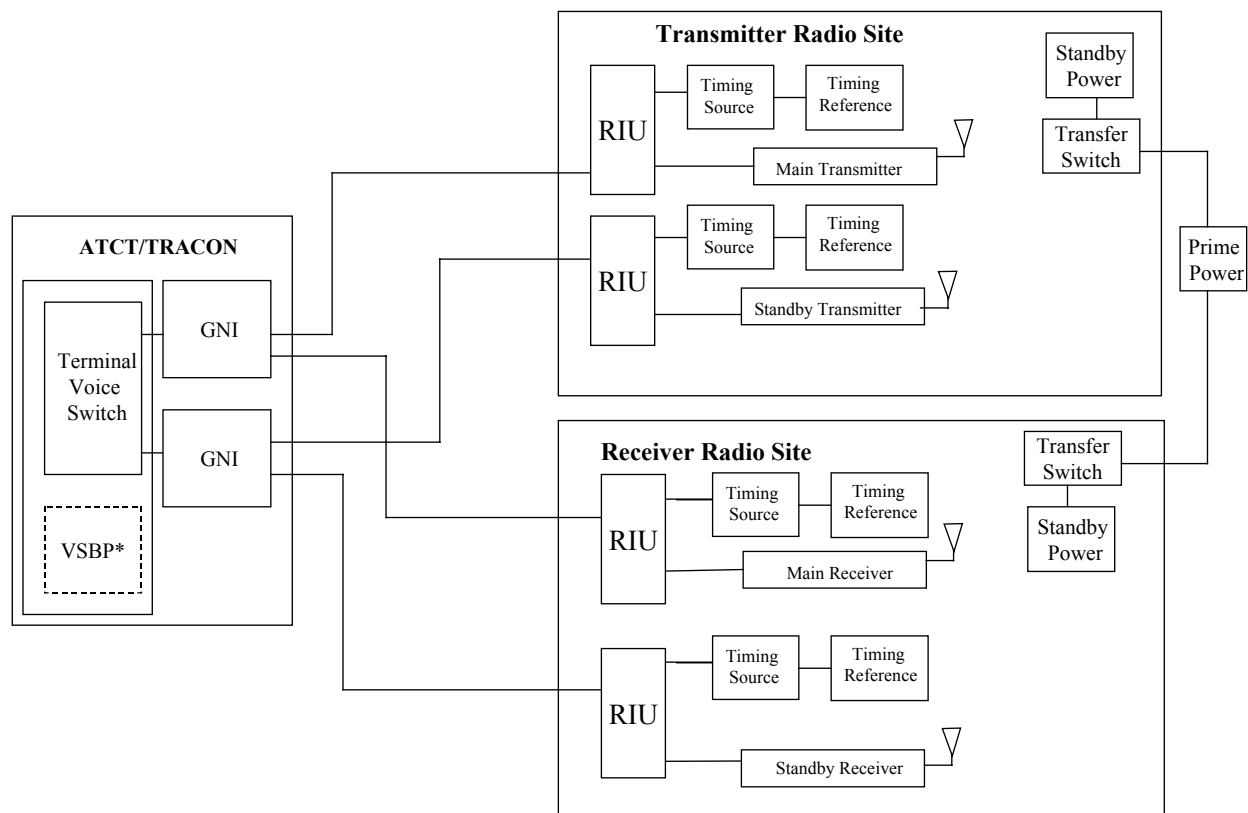 Transmitter Radio Site
RIU
Timing
Source
Timing
Reference
Main Transmitter
RIU
Timing
Source
Timing
Reference
Standby Transmitter
Standby
Power
Transfer
Switch
Prime
Power
ATCT/TRACON
Terminal
Voice
Switch
GNI
GNI
VSBP*
Receiver Radio Site
RIU
Timing
Source
Timing
Reference
Main Receiver
RIU
Timing
Source
Timing
Reference
Standby Receiver
Transfer
Switch
Standby
Power